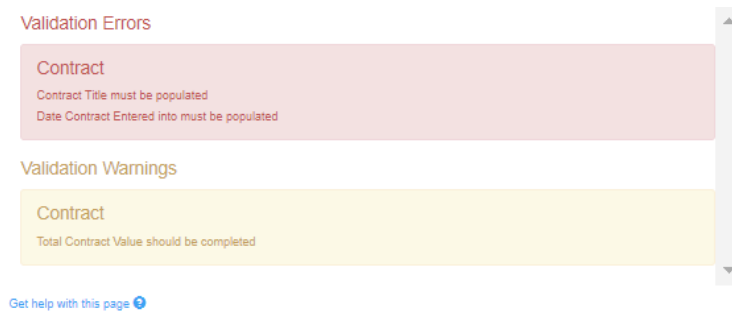 Validation Errors
Contract
Contract Title must be populated
Date Contract Entered into must be populated
Validation Warnings
Contract
Total Contract Value should be completed
Get help with this page ?